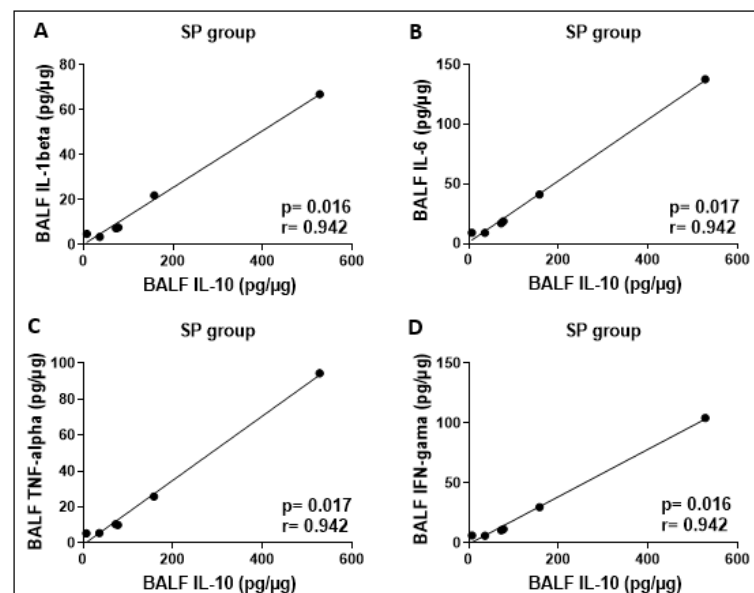 A
SP group
BALF IL-1beta (pg/µg)
80
60
40
20
0
0
200
400
600
p= 0.016
r= 0.942
BALF IL-10 (pg/µg)
B
SP group
BALF IL-6 (pg/µg)
150
100
50
0
0
200
400
600
p= 0.017
r= 0.942
BALF IL-10 (pg/µg)
C
SP group
BALF TNF-alpha (pg/µg)
100
80
60
40
20
0
0
200
400
600
p= 0.017
r= 0.942
BALF IL-10 (pg/µg)
D
SP group
BALF IFN-gama (pg/µg)
150
100
50
0
0
200
400
600
p= 0.016
r= 0.942
BALF IL-10 (pg/µg)